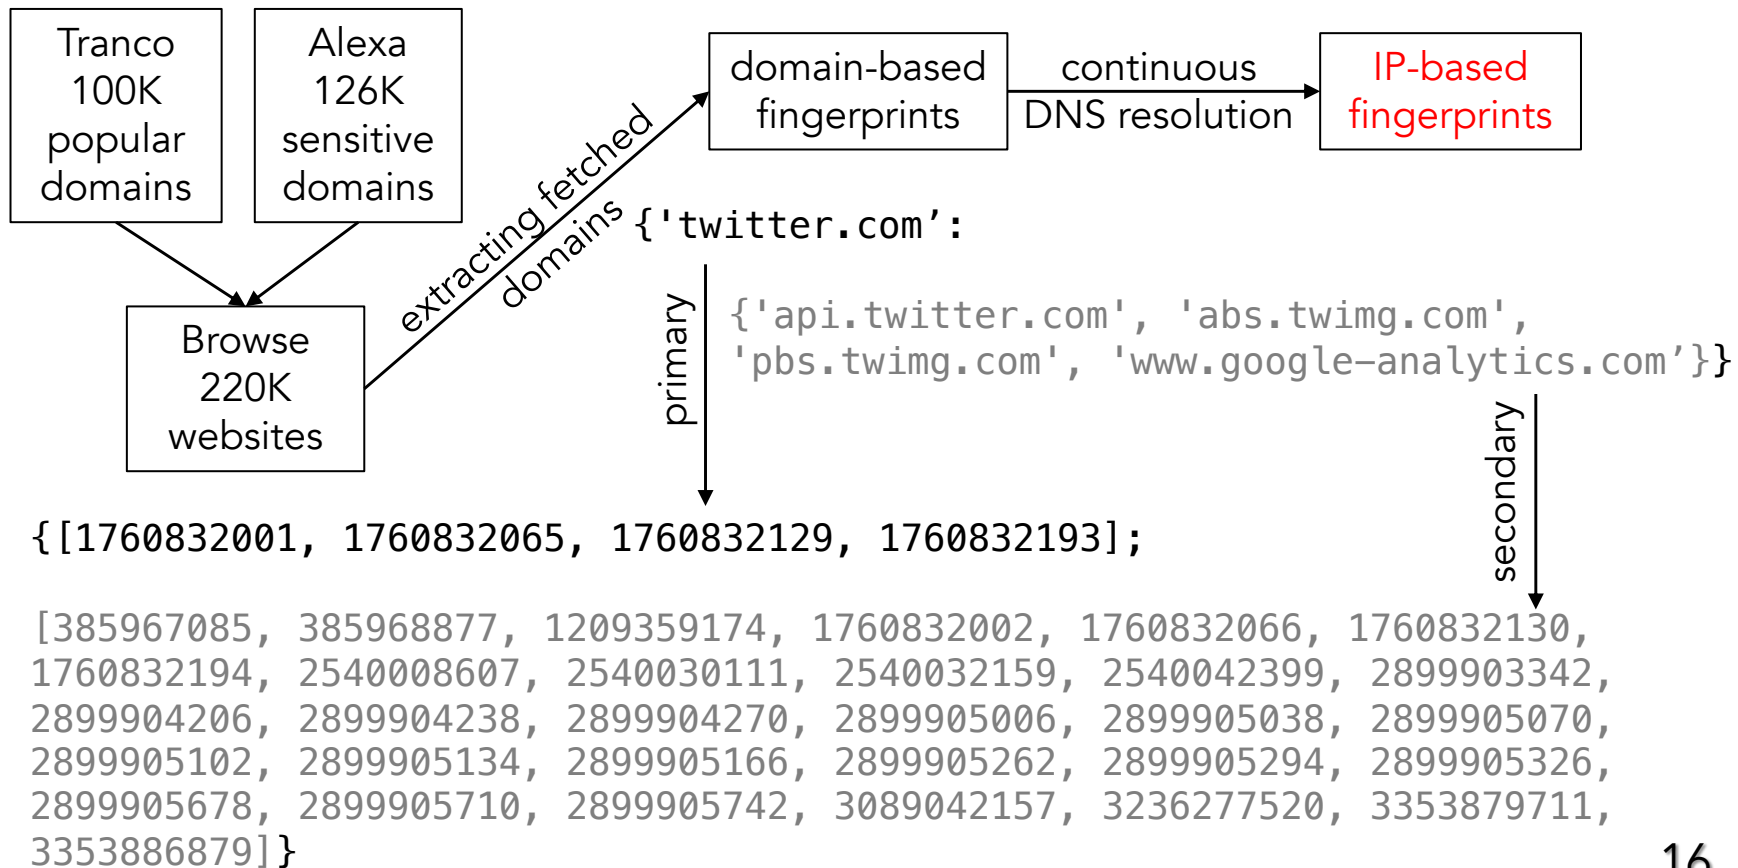 Tranco
100K
popular
domains
Alexa
126K
sensitive
domains
Browse
220K
websites
extracting fetched
domains
domain-based
fingerprints
continuous
DNS resolution
IP-based
fingerprints
{'twitter.com’:
primary
{'api.twitter.com', 'abs.twimg.com',
'pbs.twimg.com', 'www.google–analytics.com’}}
secondary
{[1760832001, 1760832065, 1760832129, 1760832193];
[385967085, 385968877, 1209359174, 1760832002, 1760832066, 1760832130,
1760832194, 2540008607, 2540030111, 2540032159, 2540042399, 2899903342,
2899904206, 2899904238, 2899904270, 2899905006, 2899905038, 2899905070,
2899905102, 2899905134, 2899905166, 2899905262, 2899905294, 2899905326,
2899905678, 2899905710, 2899905742, 3089042157, 3236277520, 3353879711,
3353886879]}
16